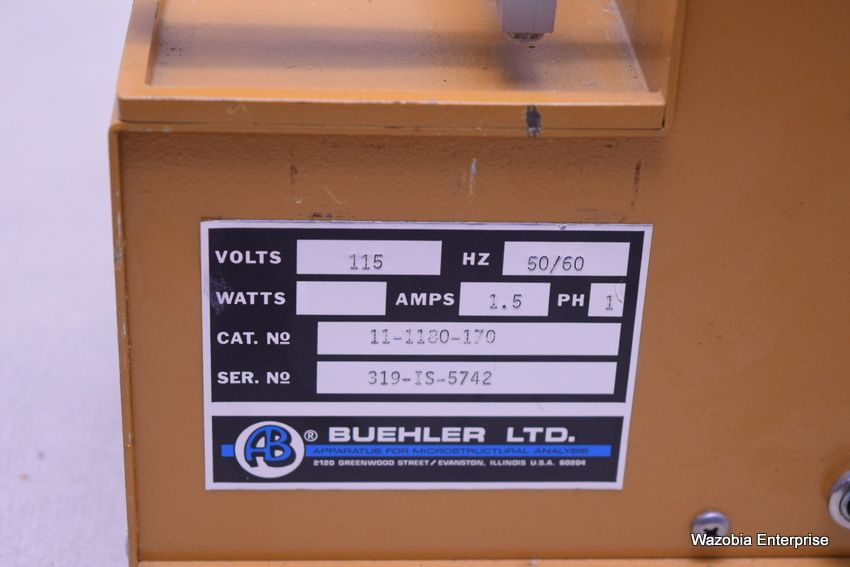 VOLTS 115 HZ 50/60
WATTS AMPS 1.5 PH 1
CAT. Nº 11-1180-170
SER. Nº 319-IS-5742
AB ® BUEHLER LTD.
APPARATUS FOR MICROSTRUCTURAL ANALYSIS
2120 GREENWOOD STREET/EVANSTON, ILLINOIS U.S.A. 60204
Wazobia Enterprise